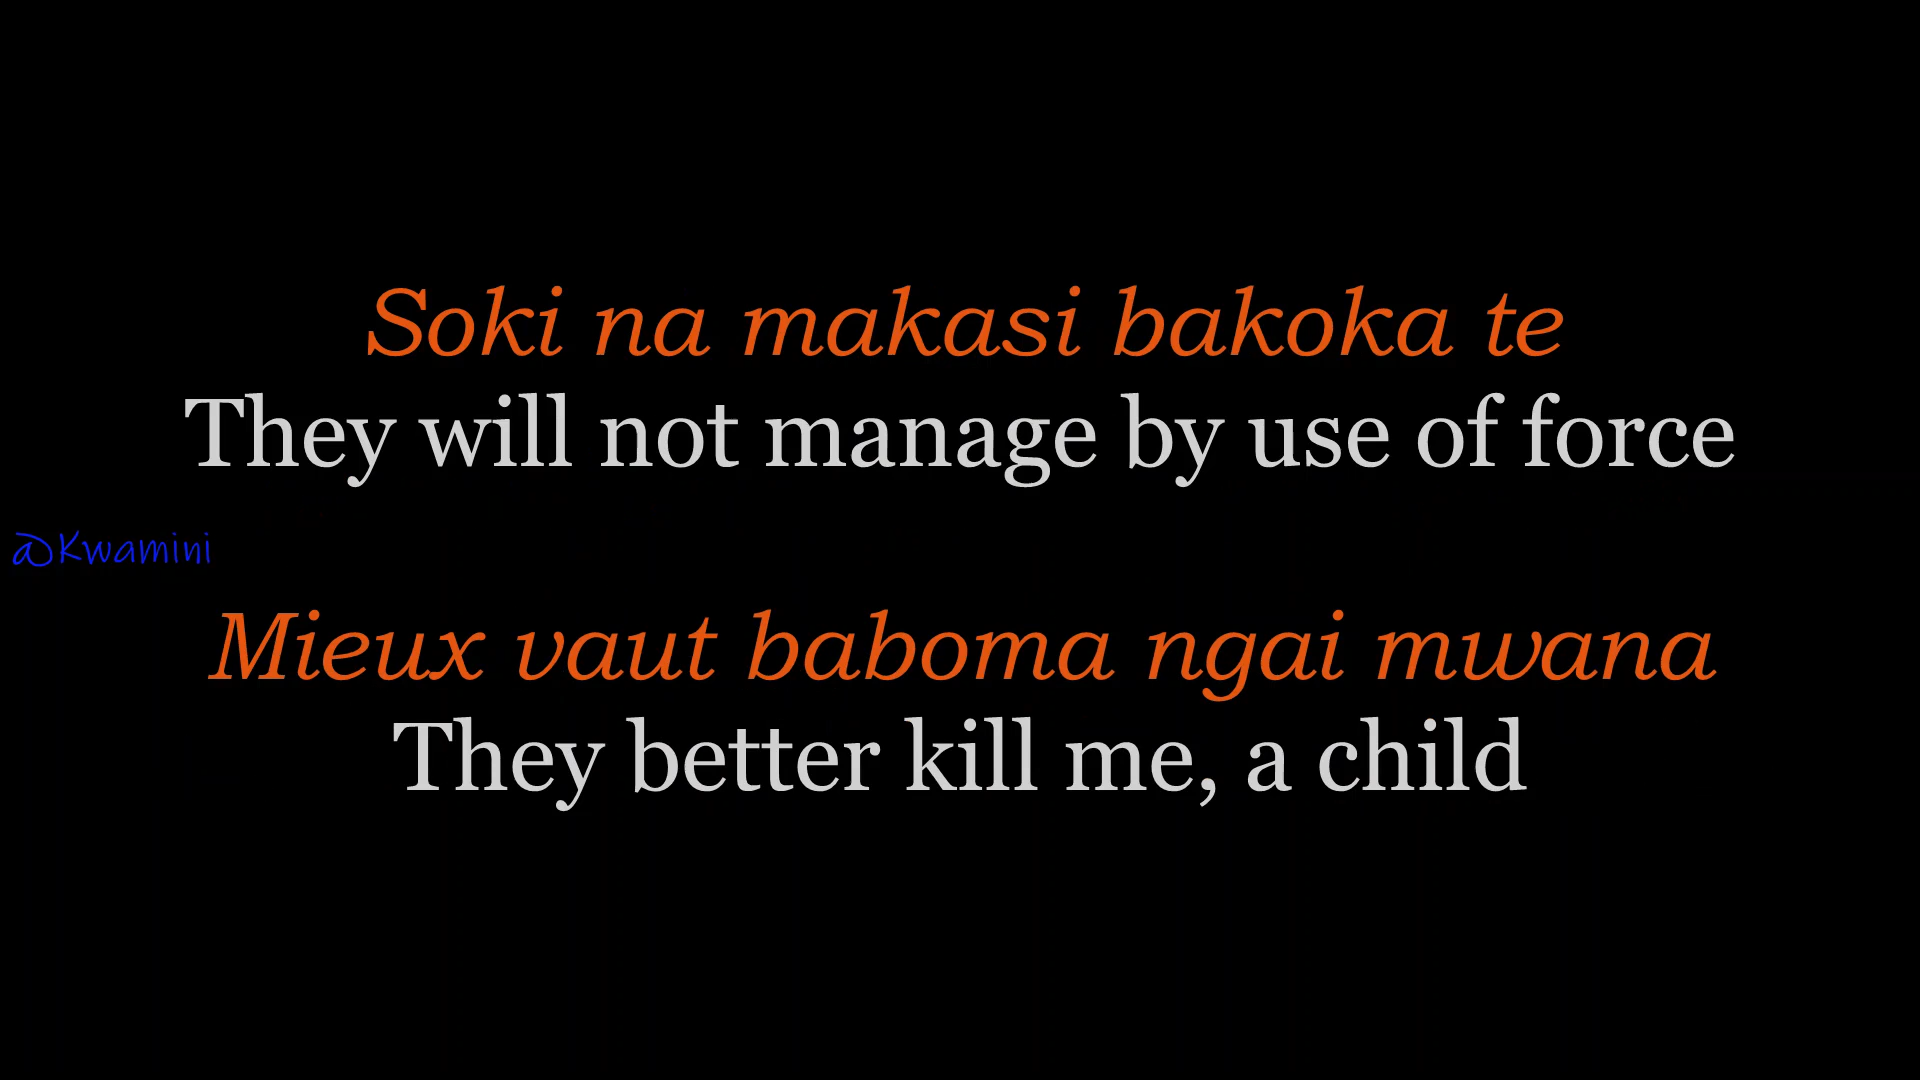 Soki na makasi bakoka te
They will not manage by use of force
@Kwamini
Mieux vaut baboma ngai mwana
They better kill me, a child